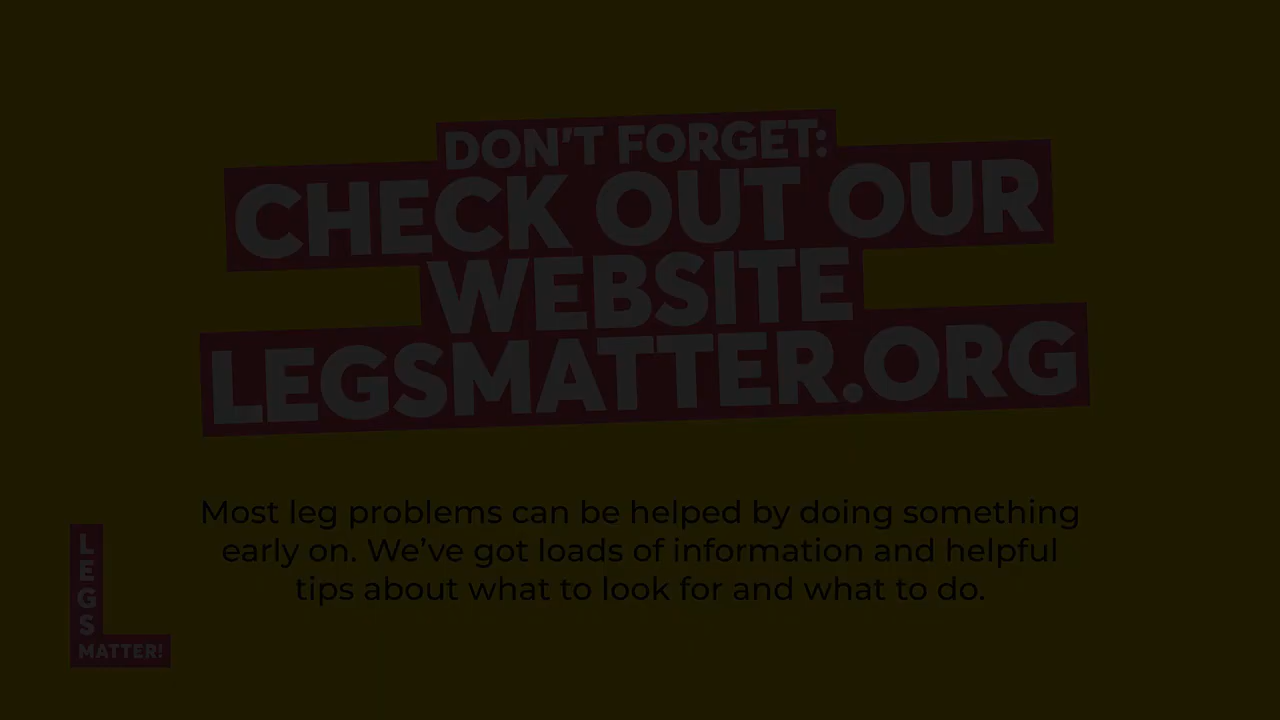 DON'T FORGET:
CHECK OUT OUR
WEBSITE
LEGSMATTER.ORG
Most leg problems can be helped by doing something
early on. We’ve got loads of information and helpful
tips about what to look for and what to do.
L
E
G
S
MATTER!